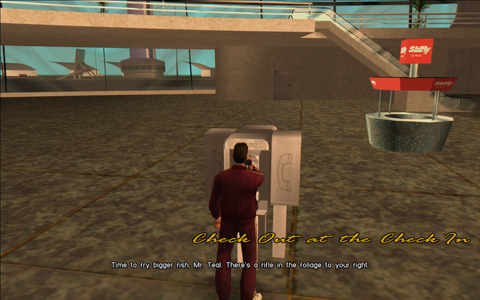 Check Out at the Check In
Time to fry bigger fish, Mr. Teal. There's a rifle in the foliage to your right.